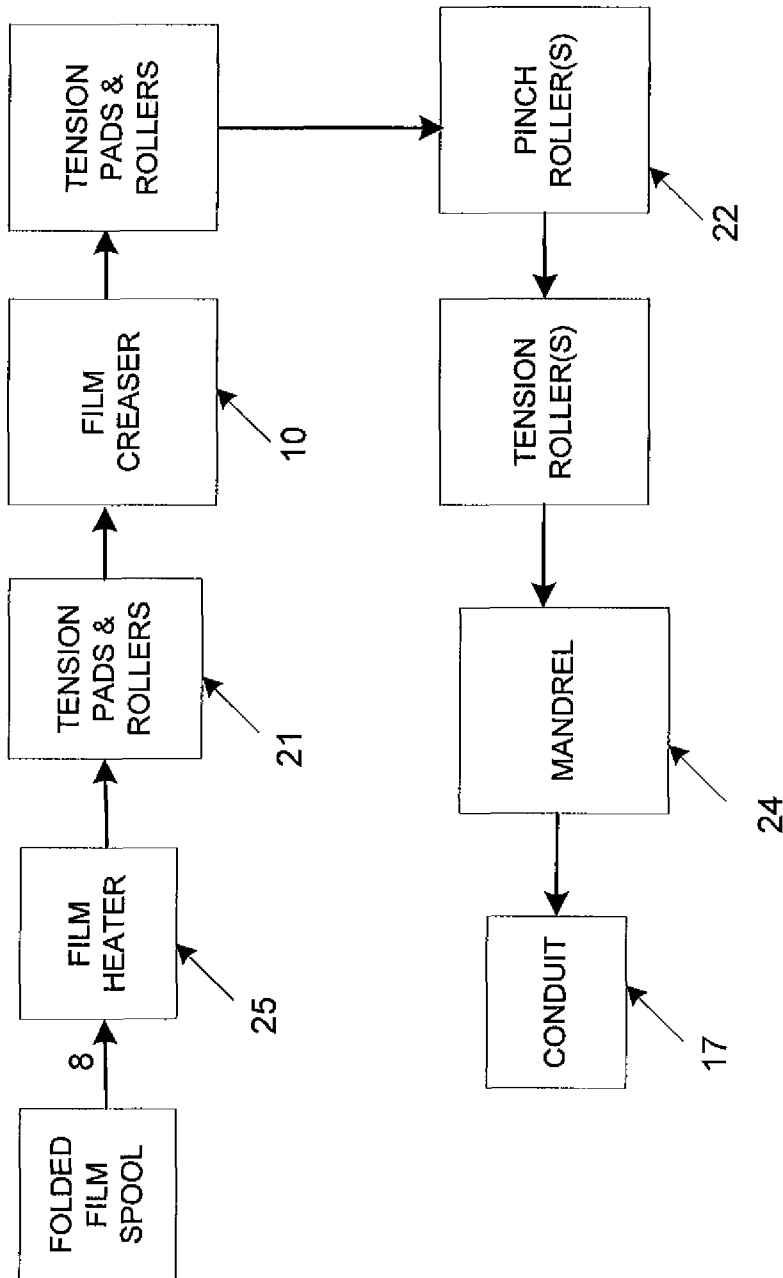 FOLDED
FILM
SPOOL
8
FILM
HEATER
25
TENSION
PADS &
ROLLERS
21
FILM
CREASER
10
TENSION
PADS &
ROLLERS
PINCH
ROLLER(S)
22
TENSION
ROLLER(S)
MANDREL
24
CONDUIT
17